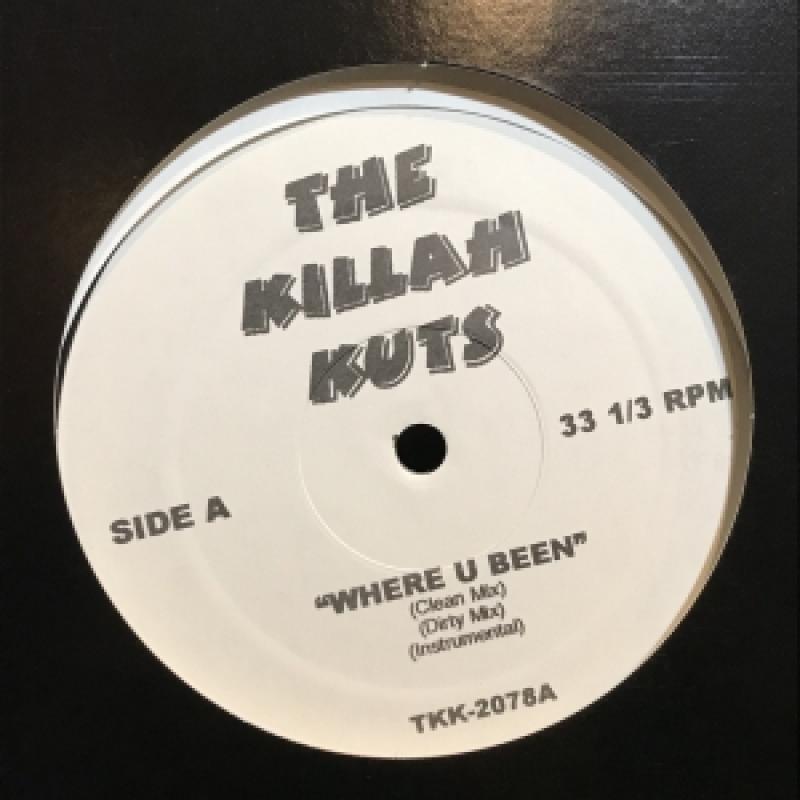 THE
KILLAH
KUTS
33 1/3 RPM
SIDE A
“WHERE U BEEN”
(Clean Mix)
(Dirty Mix)
(Instrumental)
TKK-2078A